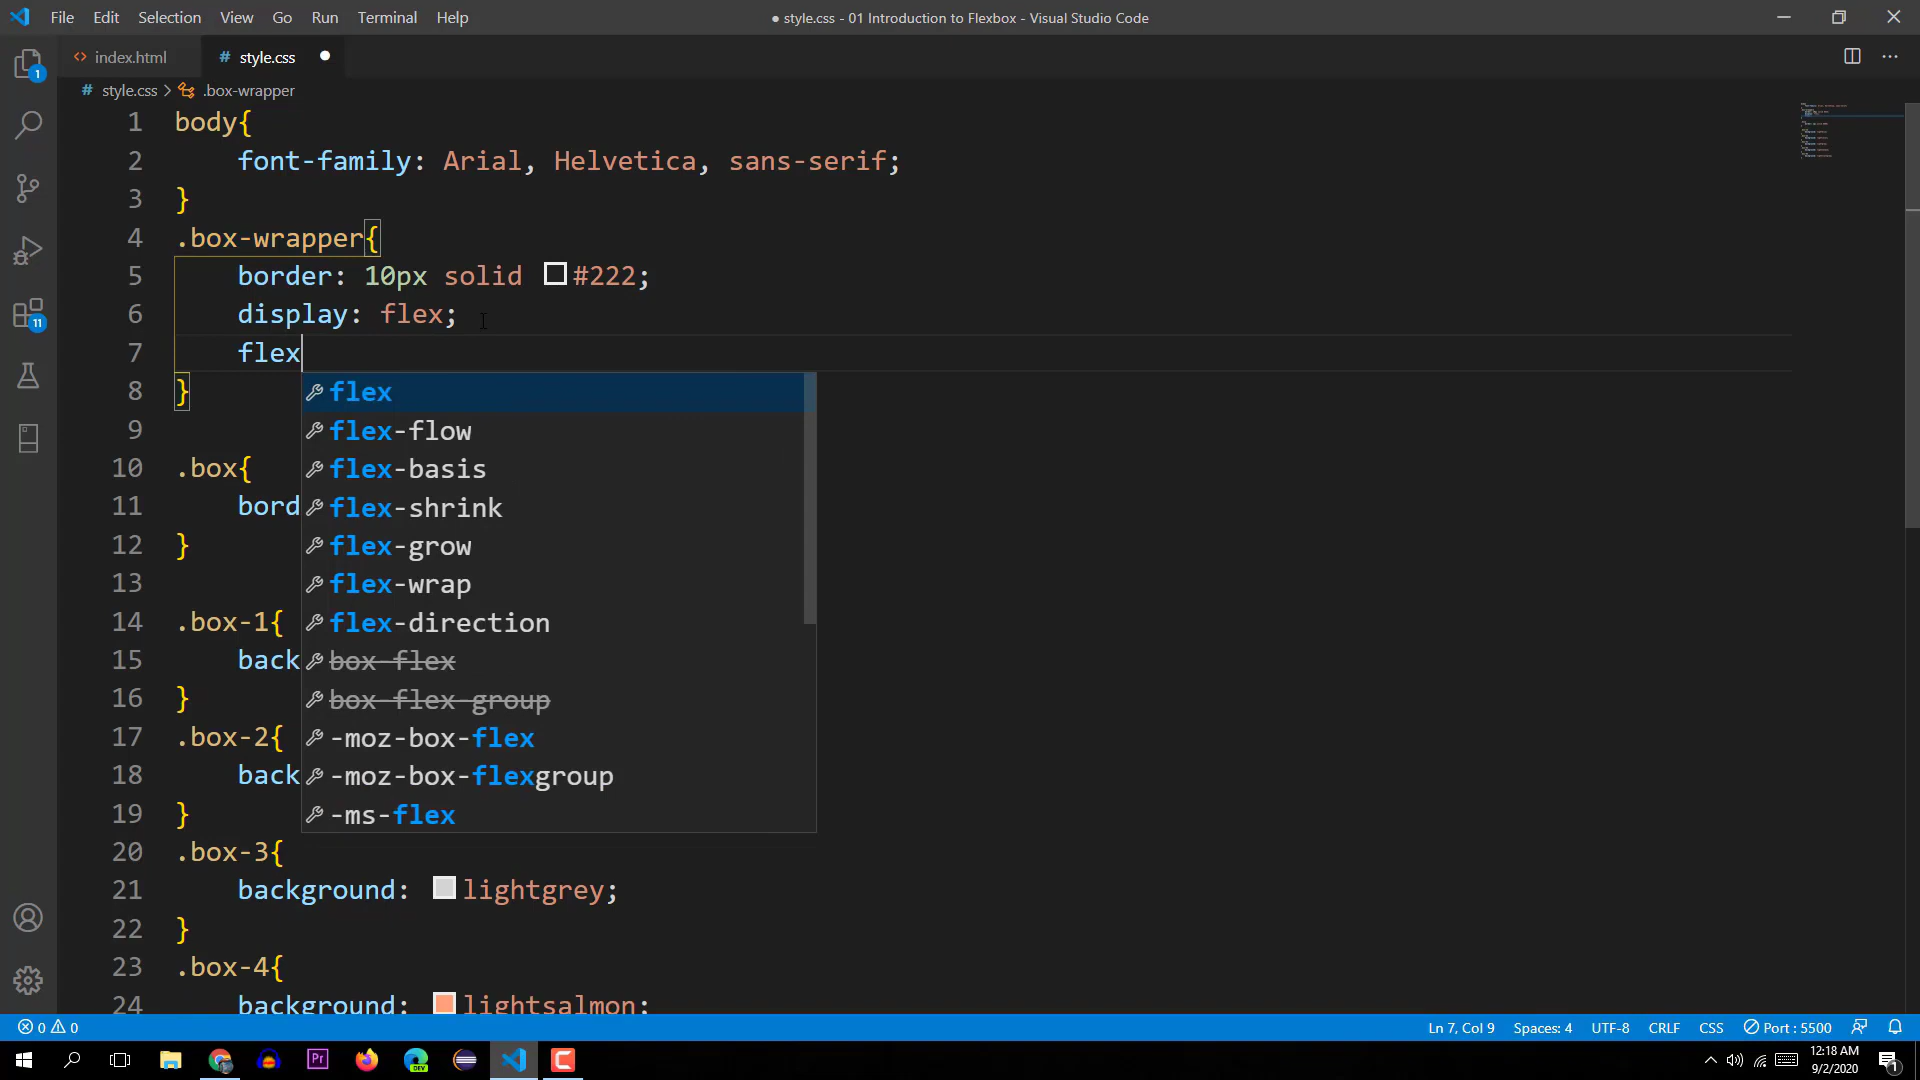 File Edit Selection View Go Run Terminal Help
● style.css - 01 Introduction to Flexbox - Visual Studio Code
1
<> index.html
# style.css ●
# style.css > .box-wrapper
1 body{
2 font-family: Arial, Helvetica, sans-serif;
3 }
4 .box-wrapper{
5 border: 10px solid #222;
6 display: flex;
7 flex
8 }
9
10 .box{
11 bord
12 }
13
14 .box-1{
15 back
16 }
17 .box-2{
18 back
19 }
20 .box-3{
21 background: lightgrey;
22 }
23 .box-4{
24 background: lightsalmon;
flex
flex-flow
flex-basis
flex-shrink
flex-grow
flex-wrap
flex-direction
box-flex
box-flex-group
-moz-box-flex
-moz-box-flexgroup
-ms-flex
11
0 0
Ln 7, Col 9 Spaces: 4 UTF-8 CRLF CSS Port : 5500
Pr
DEV
12:18 AM
9/2/2020
1